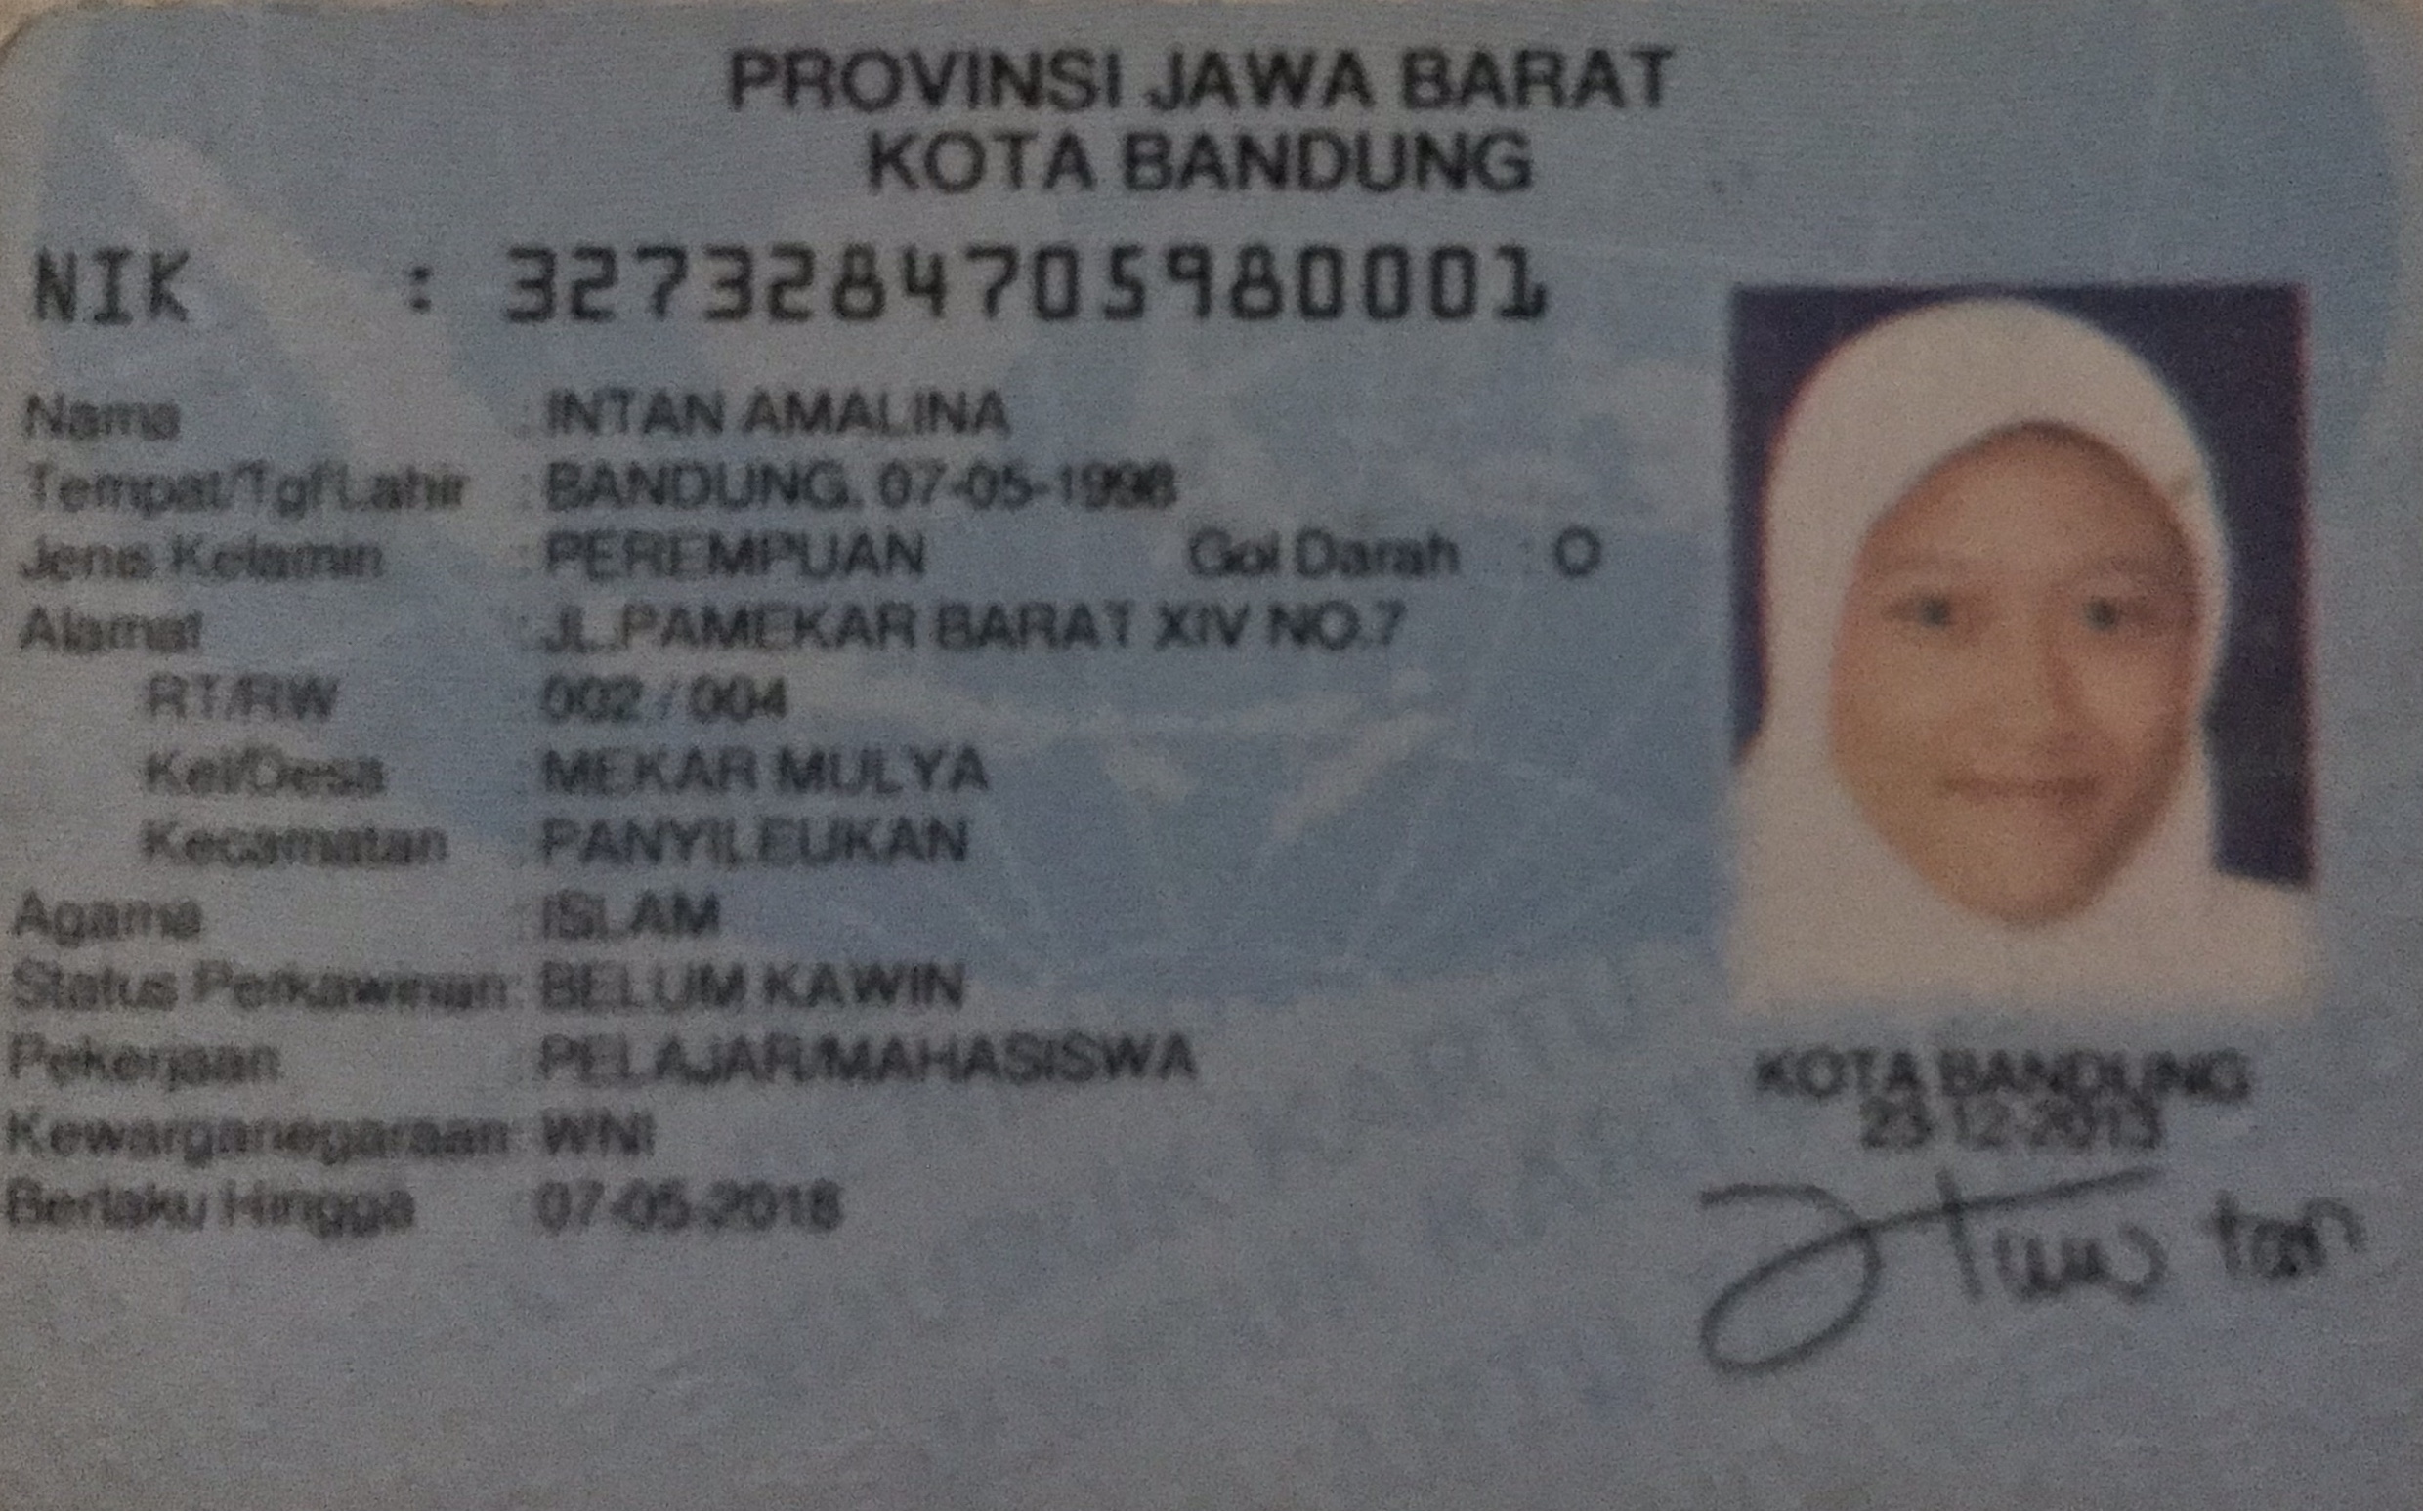 PROVINSI JAWA BARAT
KOTA BANDUNG
NIK : 3273284705980001
Nama : INTAN AMALINA
Tempat/Tgl Lahir : BANDUNG, 07-05-1998
Jenis Kelamin : PEREMPUAN Gol Darah : O
Alamat : JL.PAMEKAR BARAT XIV NO.7
RT/RW : 002 / 004
Kel/Desa : MEKAR MULYA
Kecamatan : PANYILEUKAN
Agama : ISLAM
Status Perkawinan : BELUM KAWIN
Pekerjaan : PELAJAR/MAHASISWA
Kewarganegaraan : WNI
Berlaku Hingga : 07-05-2018
KOTA BANDUNG
23-12-2013